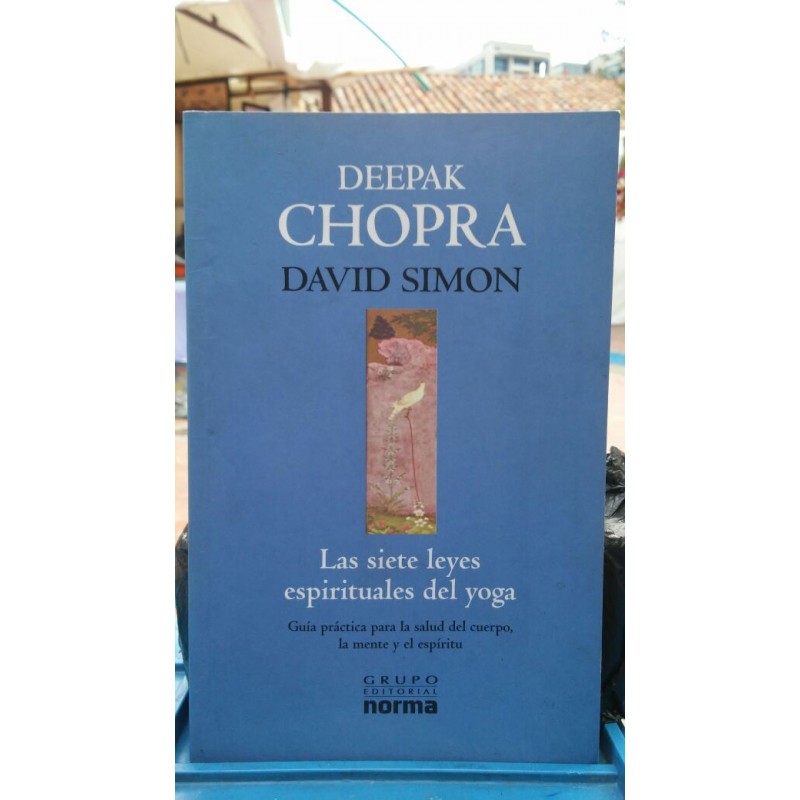 DEEPAK
CHOPRA
DAVID SIMON
Las siete leyes
espirituales del yoga
Guía práctica para la salud del cuerpo,
la mente y el espíritu
GRUPO
EDITORIAL
norma